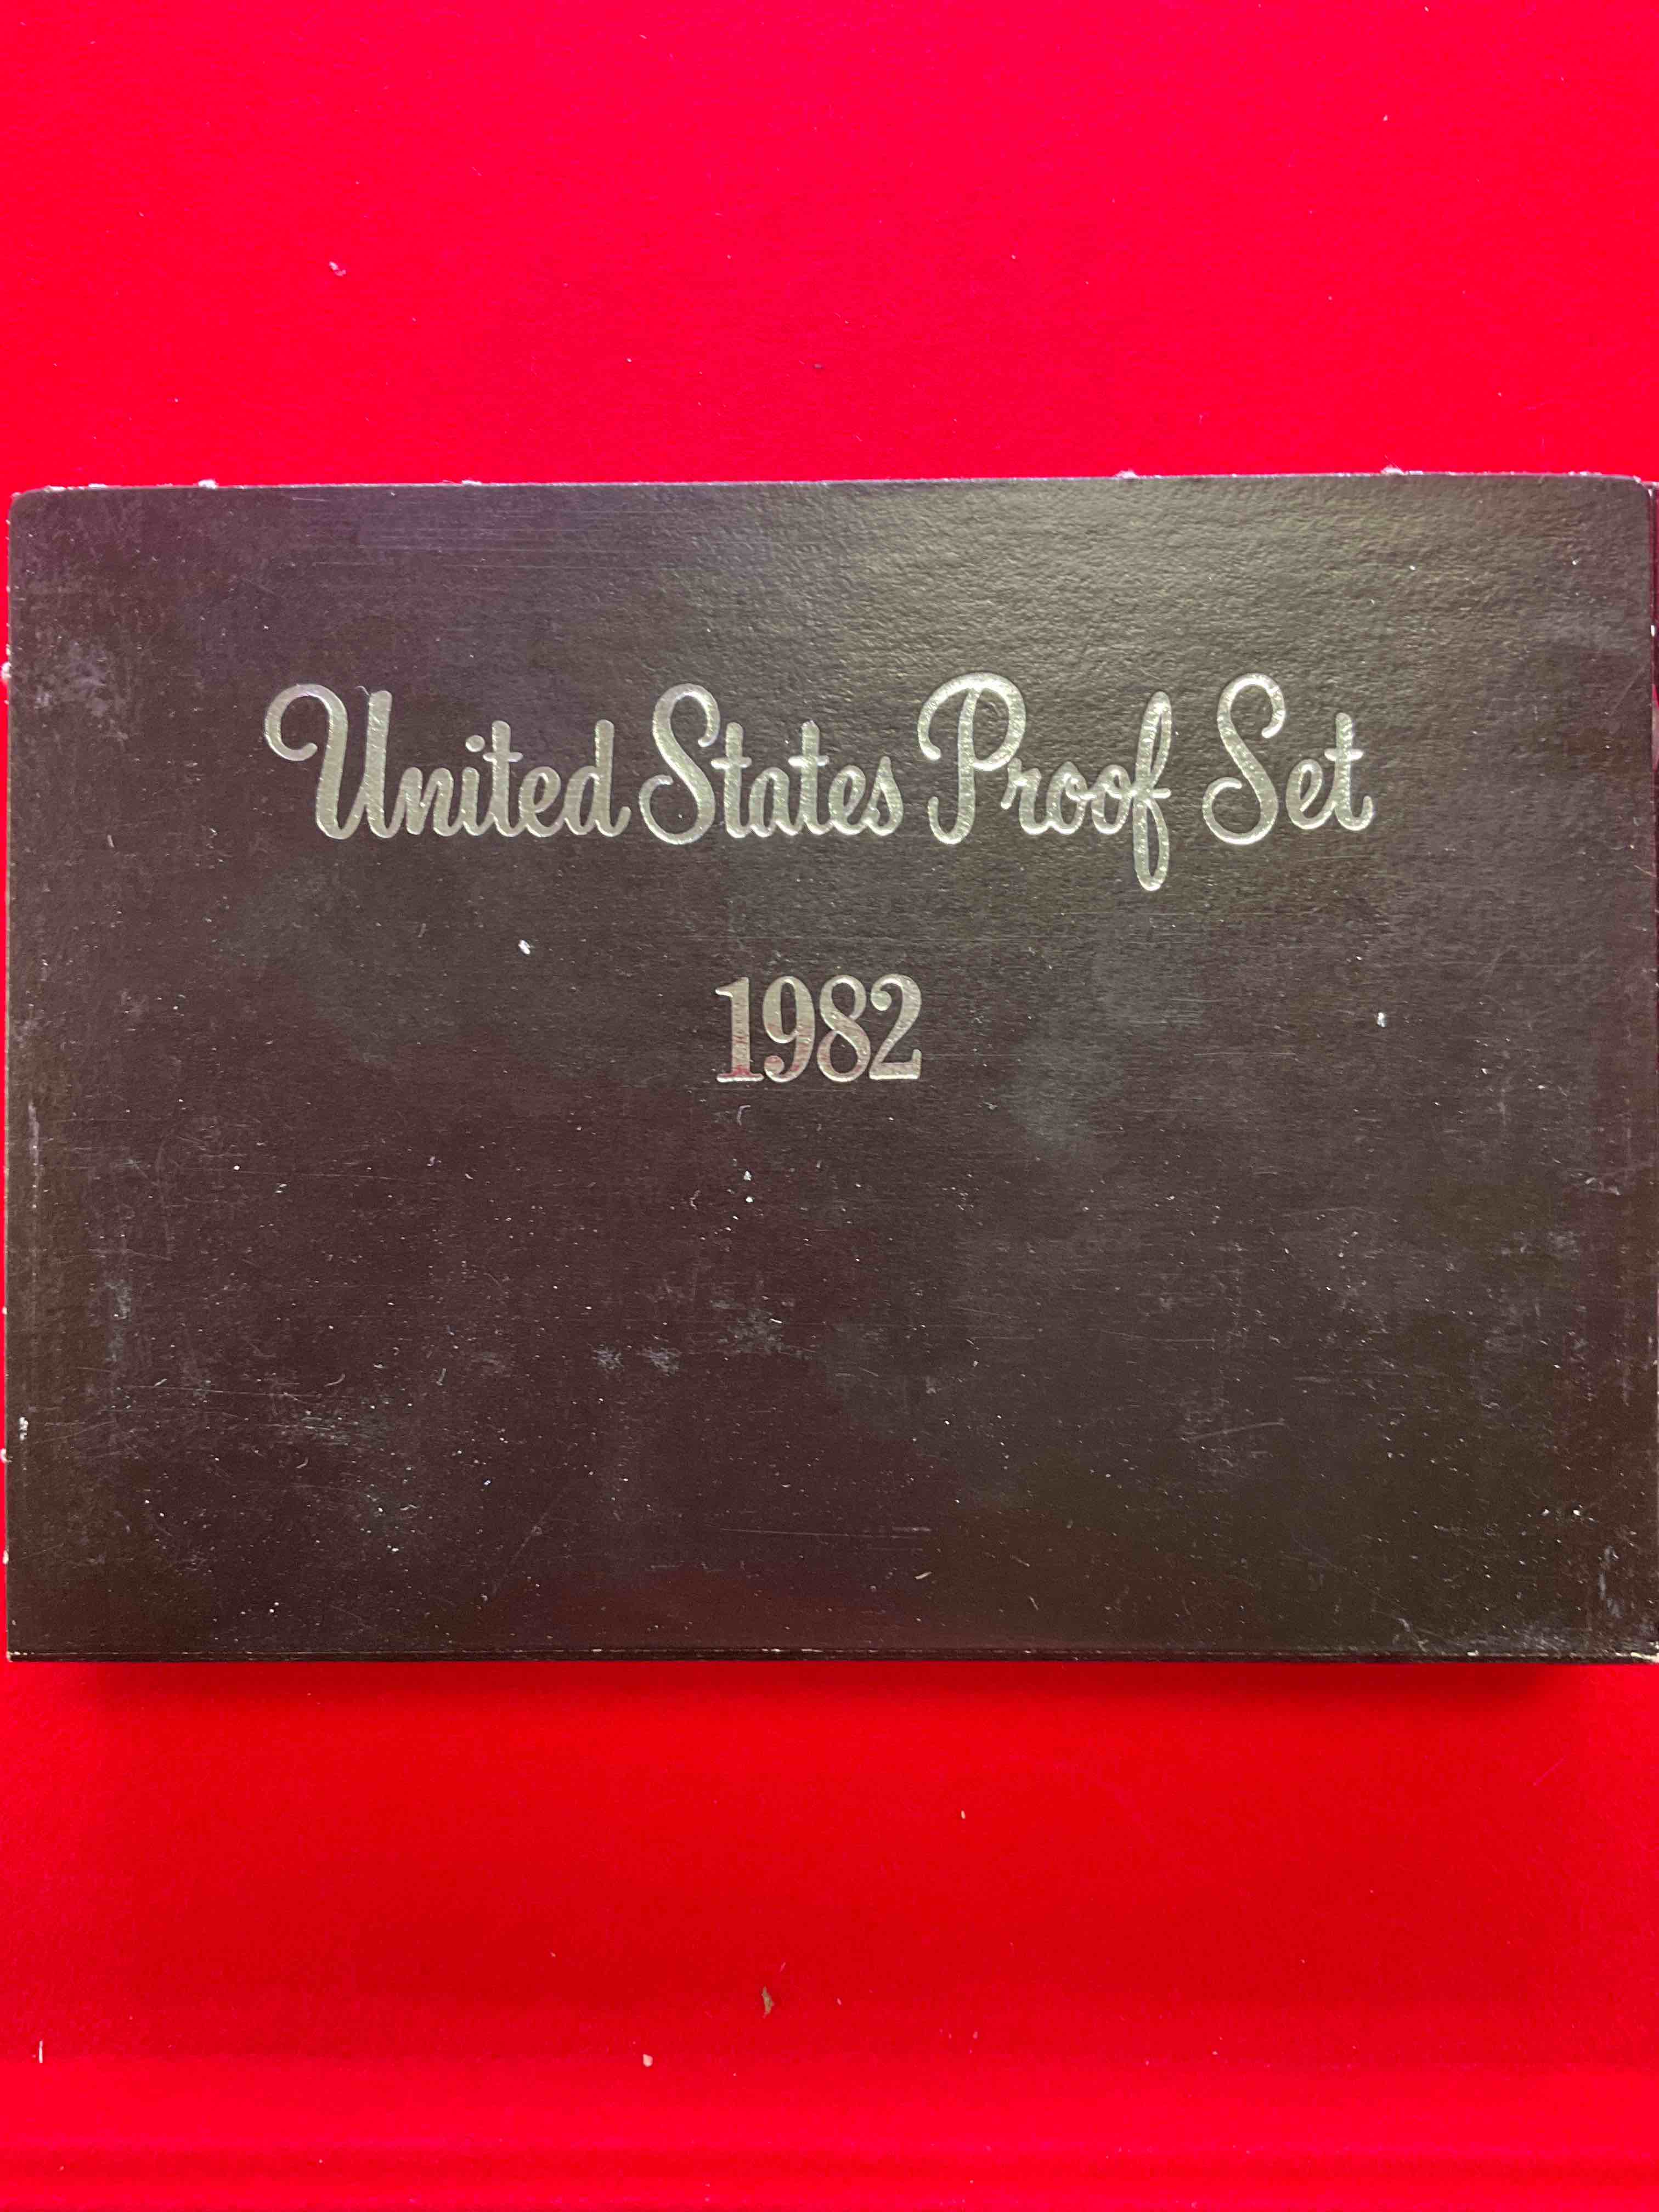 United States Proof Set
1982